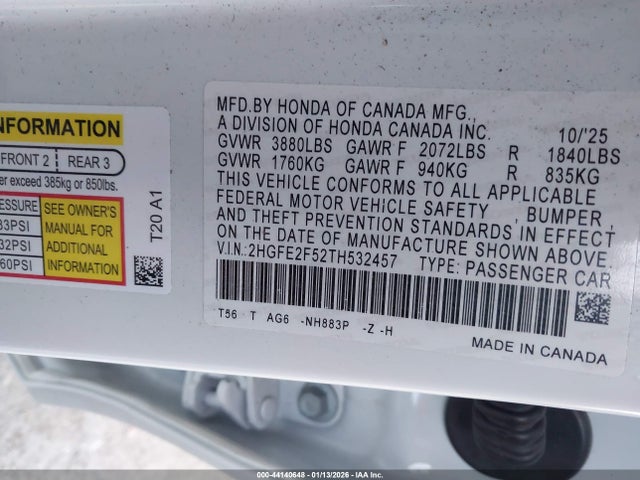 NFORMATION
FRONT 2 REAR 3
er exceed 385kg or 850lbs.
PRESSURE
33PSI
32PSI
60PSI
SEE OWNER'S
MANUAL FOR
ADDITIONAL
INFORMATION
T20 A1
MFD.BY HONDA OF CANADA MFG.,
A DIVISION OF HONDA CANADA INC. 10/'25
GVWR 3880LBS GAWR F 2072LBS R 1840LBS
GVWR 1760KG GAWR F 940KG R 835KG
THIS VEHICLE CONFORMS TO ALL APPLICABLE
FEDERAL MOTOR VEHICLE SAFETY , BUMPER,
AND THEFT PREVENTION STANDARDS IN EFFECT
ON THE DATE OF MANUFACTURE SHOWN ABOVE.
V.I.N.:2HGFE2F52TH532457 TYPE: PASSENGER CAR
T56 T AG6 -NH883P -Z -H
MADE IN CANADA
000-44140648 - 01/13/2026 - IAA Inc.